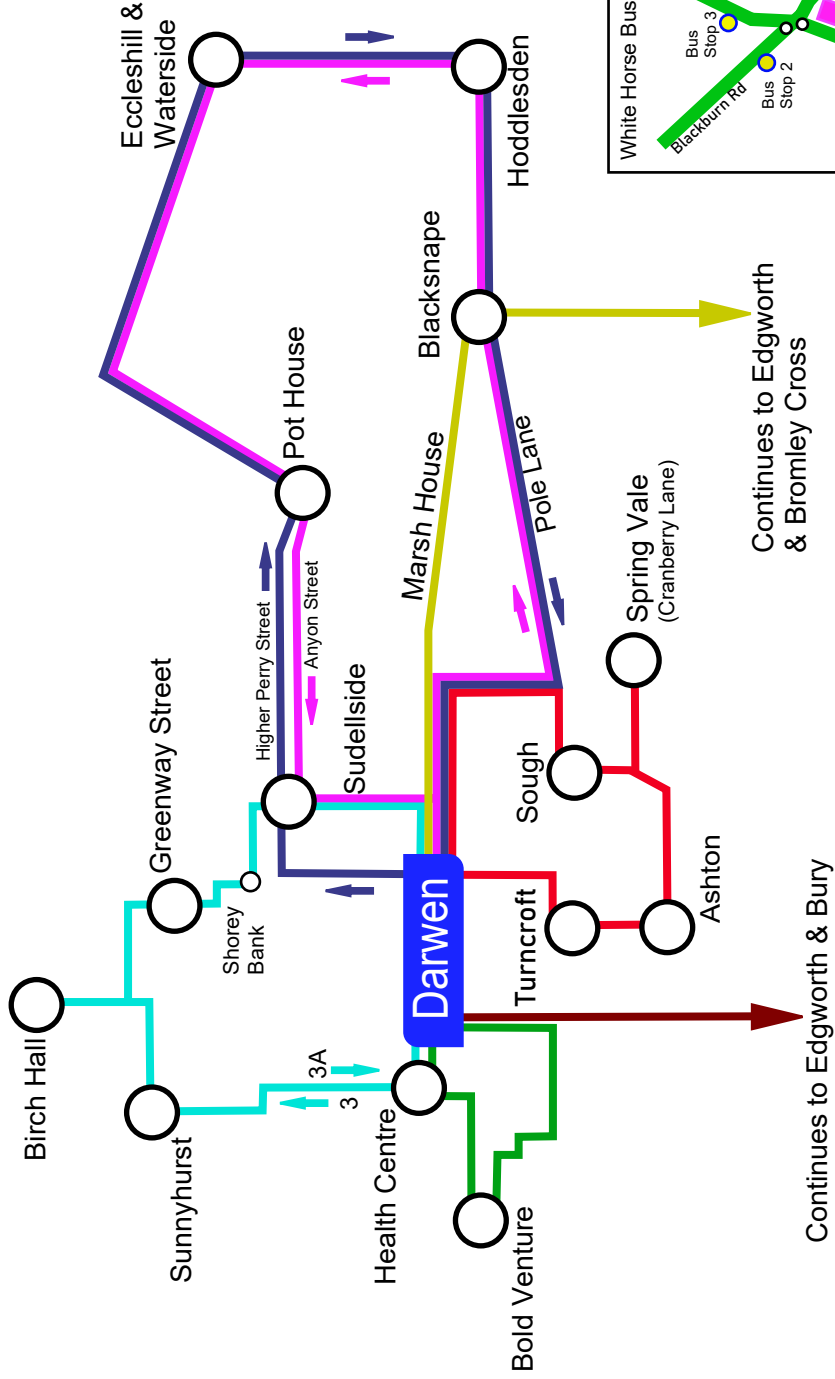 Birch Hall
Sunnyhurst
Greenway Street
Shorey
Bank
3A
3
Health Centre
Bold Venture
Darwen
Sudellside
Higher Perry Street
Anyon Street
Pot House
Eccleshill &
Waterside
Hoddlesden
Blacksnape
Marsh House
Pole Lane
Turncroft
Ashton
Sough
Spring Vale
(Cranberry Lane)
Continues to Edgworth & Bury
Continues to Edgworth
& Bromley Cross
White Horse Bus
Bus
Stop 3
Bus
Stop 2
Blackburn Rd